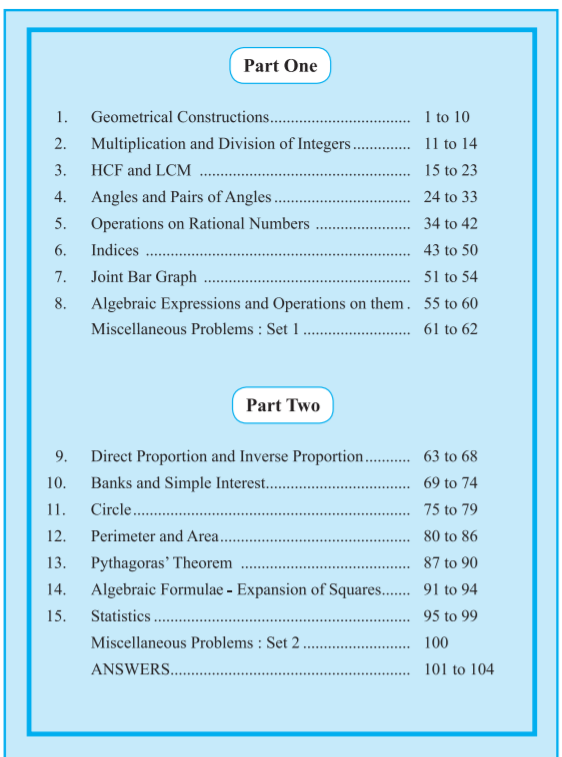 Part One
1. Geometrical Constructions.................................. 1 to 10
2. Multiplication and Division of Integers.............. 11 to 14
3. HCF and LCM ................................................... 15 to 23
4. Angles and Pairs of Angles................................. 24 to 33
5. Operations on Rational Numbers ....................... 34 to 42
6. Indices ................................................................ 43 to 50
7. Joint Bar Graph .................................................. 51 to 54
8. Algebraic Expressions and Operations on them . 55 to 60
Miscellaneous Problems : Set 1 .......................... 61 to 62
Part Two
9. Direct Proportion and Inverse Proportion........... 63 to 68
10. Banks and Simple Interest................................... 69 to 74
11. Circle................................................................... 75 to 79
12. Perimeter and Area.............................................. 80 to 86
13. Pythagoras’ Theorem ......................................... 87 to 90
14. Algebraic Formulae - Expansion of Squares....... 91 to 94
15. Statistics .............................................................. 95 to 99
Miscellaneous Problems : Set 2 .......................... 100
ANSWERS.......................................................... 101 to 104